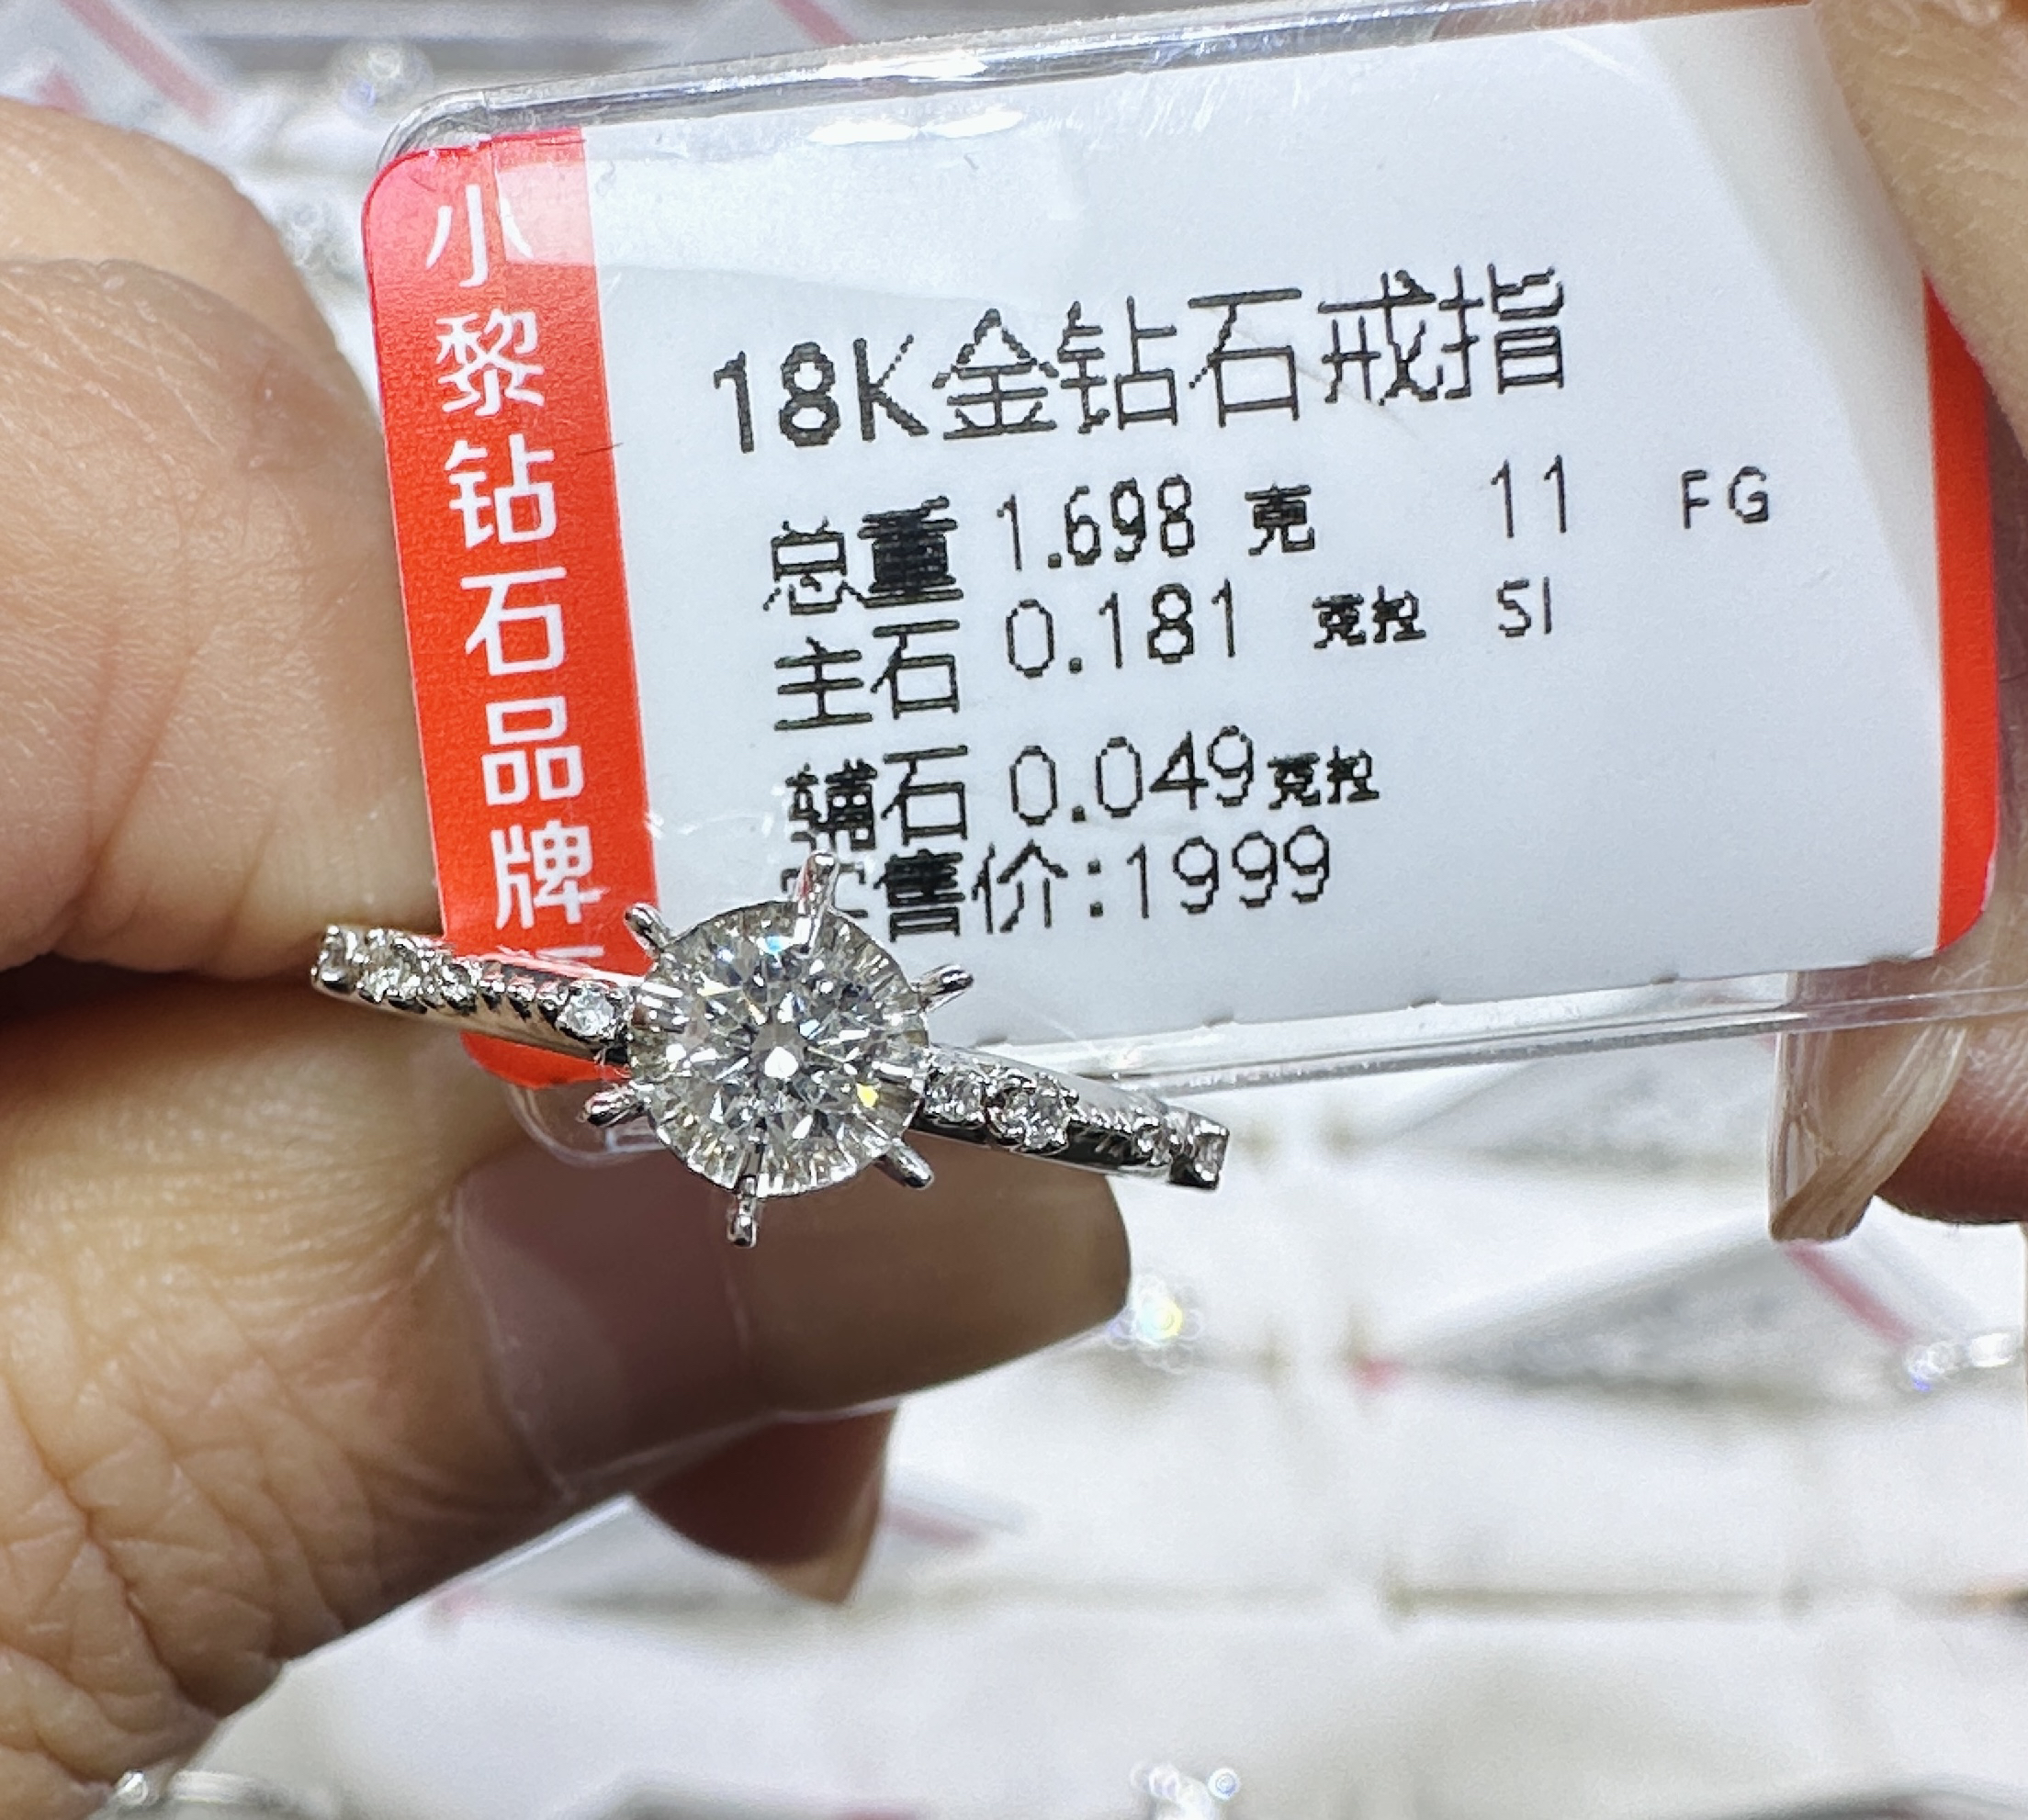 小黎钻石品牌
18K金钻石戒指
总重 1.698 克 11 FG
主石 0.181 克拉 SI
辅石 0.049克拉
实售价:1999